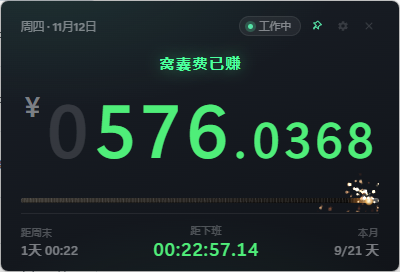 周四 · 11月12日
工作中
窝囊费已赚
¥
0576.0368
距周末
1天 00:22
距下班
00:22:57.14
本月
9/21 天